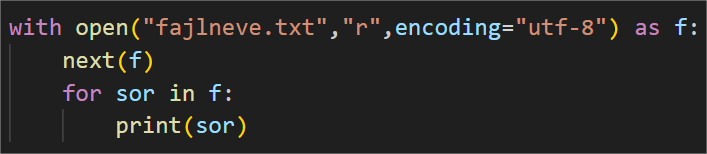 with open("fajlneve.txt","r",encoding="utf-8") as f:
    next(f)
    for sor in f:
        print(sor)